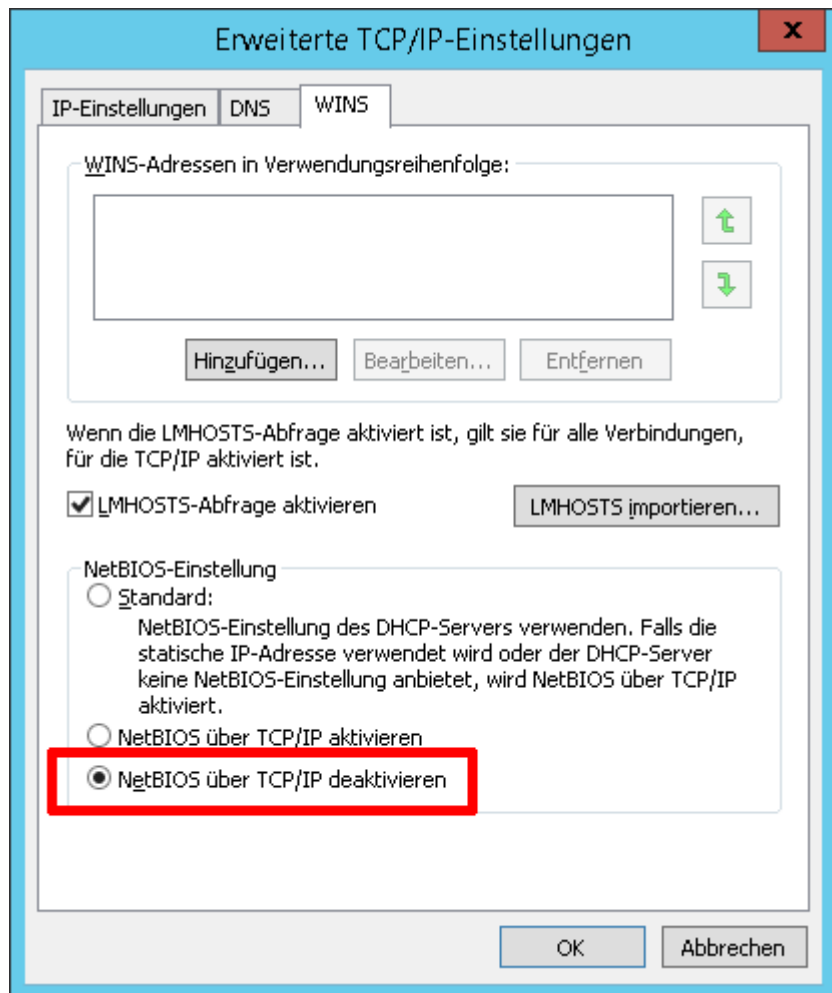 Erweiterte TCP/IP-Einstellungen
x
IP-Einstellungen DNS WINS
WINS-Adressen in Verwendungsreihenfolge:
Hinzufügen... Bearbeiten... Entfernen
Wenn die LMHOSTS-Abfrage aktiviert ist, gilt sie für alle Verbindungen,
für die TCP/IP aktiviert ist.
LMHOSTS-Abfrage aktivieren LMHOSTS importieren...
NetBIOS-Einstellung
Standard:
NetBIOS-Einstellung des DHCP-Servers verwenden. Falls die
statische IP-Adresse verwendet wird oder der DHCP-Server
keine NetBIOS-Einstellung anbietet, wird NetBIOS über TCP/IP
aktiviert.
NetBIOS über TCP/IP aktivieren
NetBIOS über TCP/IP deaktivieren
OK Abbrechen